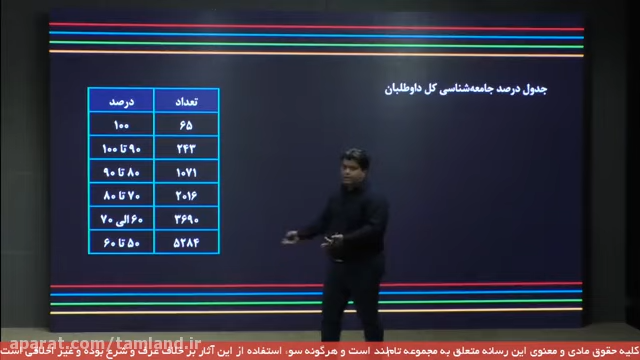 جدول درصد جامعه‌شناسی کل داوطلبان
تعداد درصد
۶۵ ۱۰۰
۲۴۳ ۹۰ تا ۱۰۰
۱۰۷۱ ۸۰ تا ۹۰
۲۰۱۶ ۷۰ تا ۸۰
۳۶۹۰ ۶۰ الی ۷۰
۵۲۸۴ ۵۰ تا ۶۰
aparat.com/tamland.ir
کلیه حقوق مادی و معنوی این رسانه متعلق به مجموعه تاملند است و هرگونه سوء استفاده از این آثار بر خلاف عرف و شرع بوده و غیر اخلاقی است